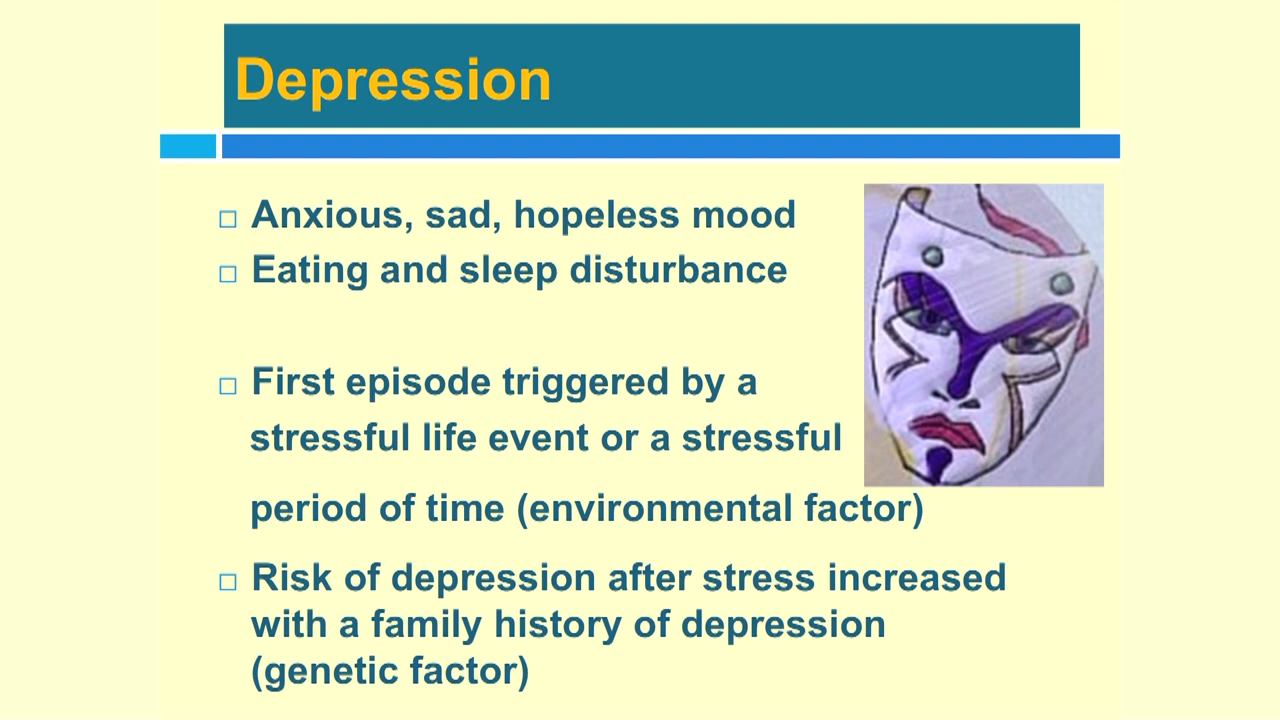 Depression
Anxious, sad, hopeless mood
Eating and sleep disturbance
First episode triggered by a
stressful life event or a stressful
period of time (environmental factor)
Risk of depression after stress increased
with a family history of depression
(genetic factor)